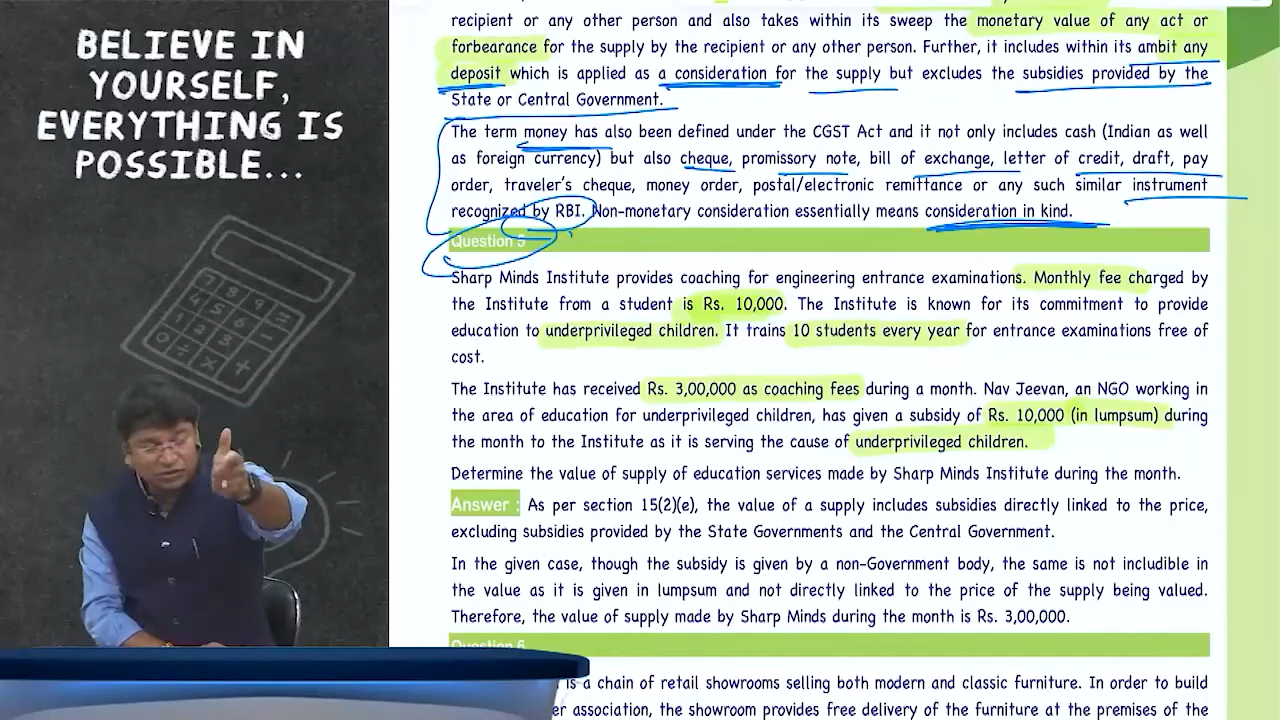 BELIEVE IN
YOURSELF,
EVERYTHING IS
POSSIBLE...
recipient or any other person and also takes within its sweep the monetary value of any act or
forbearance for the supply by the recipient or any other person. Further, it includes within its ambit any
deposit which is applied as a consideration for the supply but excludes the subsidies provided by the
State or Central Government.
The term money has also been defined under the CGST Act and it not only includes cash (Indian as well
as foreign currency) but also cheque, promissory note, bill of exchange, letter of credit, draft, pay
order, traveler's cheque, money order, postal/electronic remittance or any such similar instrument
recognized by RBI. Non-monetary consideration essentially means consideration in kind.
Question 5
Sharp Minds Institute provides coaching for engineering entrance examinations. Monthly fee charged by
the Institute from a student is Rs. 10,000. The Institute is known for its commitment to provide
education to underprivileged children. It trains 10 students every year for entrance examinations free of
cost.
The Institute has received Rs. 3,00,000 as coaching fees during a month. Nav Jeevan, an NGO working in
the area of education for underprivileged children, has given a subsidy of Rs. 10,000 (in lumpsum) during
the month to the Institute as it is serving the cause of underprivileged children.
Determine the value of supply of education services made by Sharp Minds Institute during the month.
Answer : As per section 15(2)(e), the value of a supply includes subsidies directly linked to the price,
excluding subsidies provided by the State Governments and the Central Government.
In the given case, though the subsidy is given by a non-Government body, the same is not includible in
the value as it is given in lumpsum and not directly linked to the price of the supply being valued.
Therefore, the value of supply made by Sharp Minds during the month is Rs. 3,00,000.
Question 6
is a chain of retail showrooms selling both modern and classic furniture. In order to build
er association, the showroom provides free delivery of the furniture at the premises of the